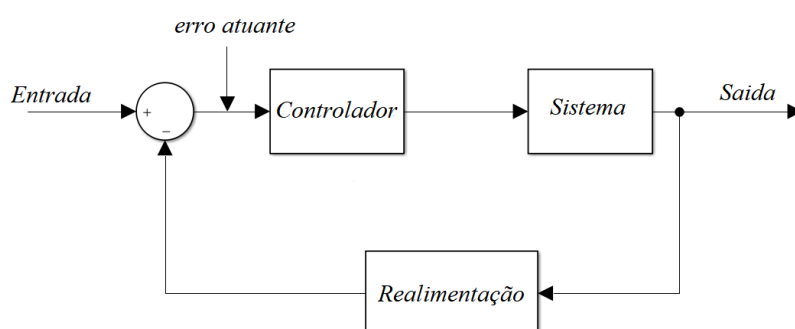 erro atuante
Entrada
+
−
Controlador
Sistema
Saida
Realimentação